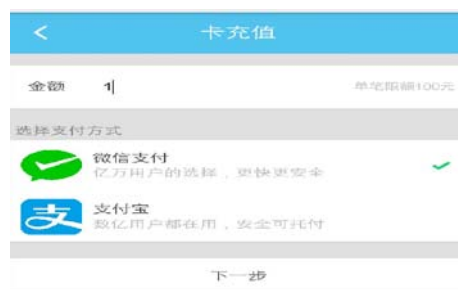 卡充值
金额 1 单笔限额100元
选择支付方式
微信支付
亿万用户的选择，更快更安全
支
支付宝
数亿用户都在用，安全可托付
下一步